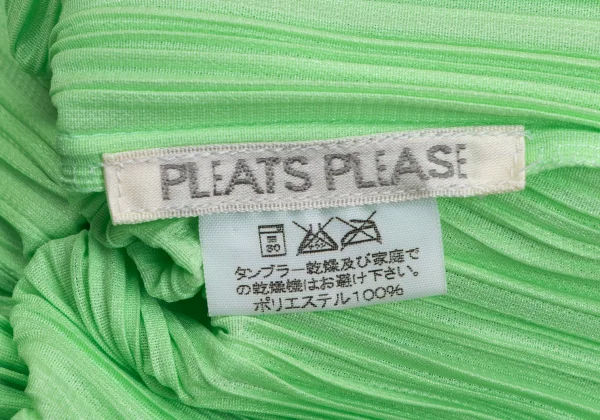 PLEATS PLEASE
タンブラー乾燥及び家庭で
の乾燥機はお避け下さい。
ポリエステル100%